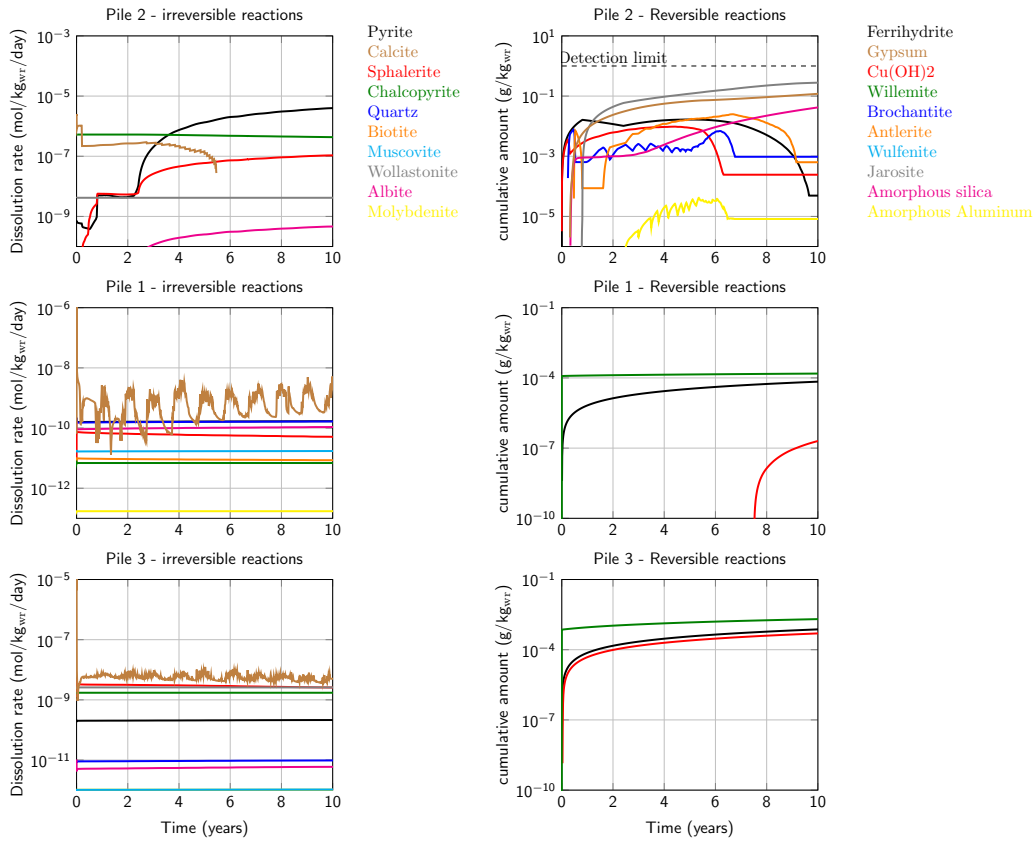 Pile 2 - irreversible reactions
Dissolution rate (mol/kg_wr/day)
10^-3
10^-5
10^-7
10^-9
0 2 4 6 8 10
Pyrite
Calcite
Sphalerite
Chalcopyrite
Quartz
Biotite
Muscovite
Wollastonite
Albite
Molybdenite
Pile 2 - Reversible reactions
cumulative amount (g/kg_wr)
10^1
10^-1
10^-3
10^-5
Detection limit
0 2 4 6 8 10
Ferrihydrite
Gypsum
Cu(OH)2
Willemite
Brochantite
Antlerite
Wulfenite
Jarosite
Amorphous silica
Amorphous Aluminum
Pile 1 - irreversible reactions
Dissolution rate (mol/kg_wr/day)
10^-6
10^-8
10^-10
10^-12
0 2 4 6 8 10
Pile 1 - Reversible reactions
cumulative amount (g/kg_wr)
10^-1
10^-4
10^-7
10^-10
0 2 4 6 8 10
Pile 3 - irreversible reactions
Dissolution rate (mol/kg_wr/day)
10^-5
10^-7
10^-9
10^-11
0 2 4 6 8 10
Time (years)
Pile 3 - Reversible reactions
cumulative amount (g/kg_wr)
10^-1
10^-4
10^-7
10^-10
0 2 4 6 8 10
Time (years)